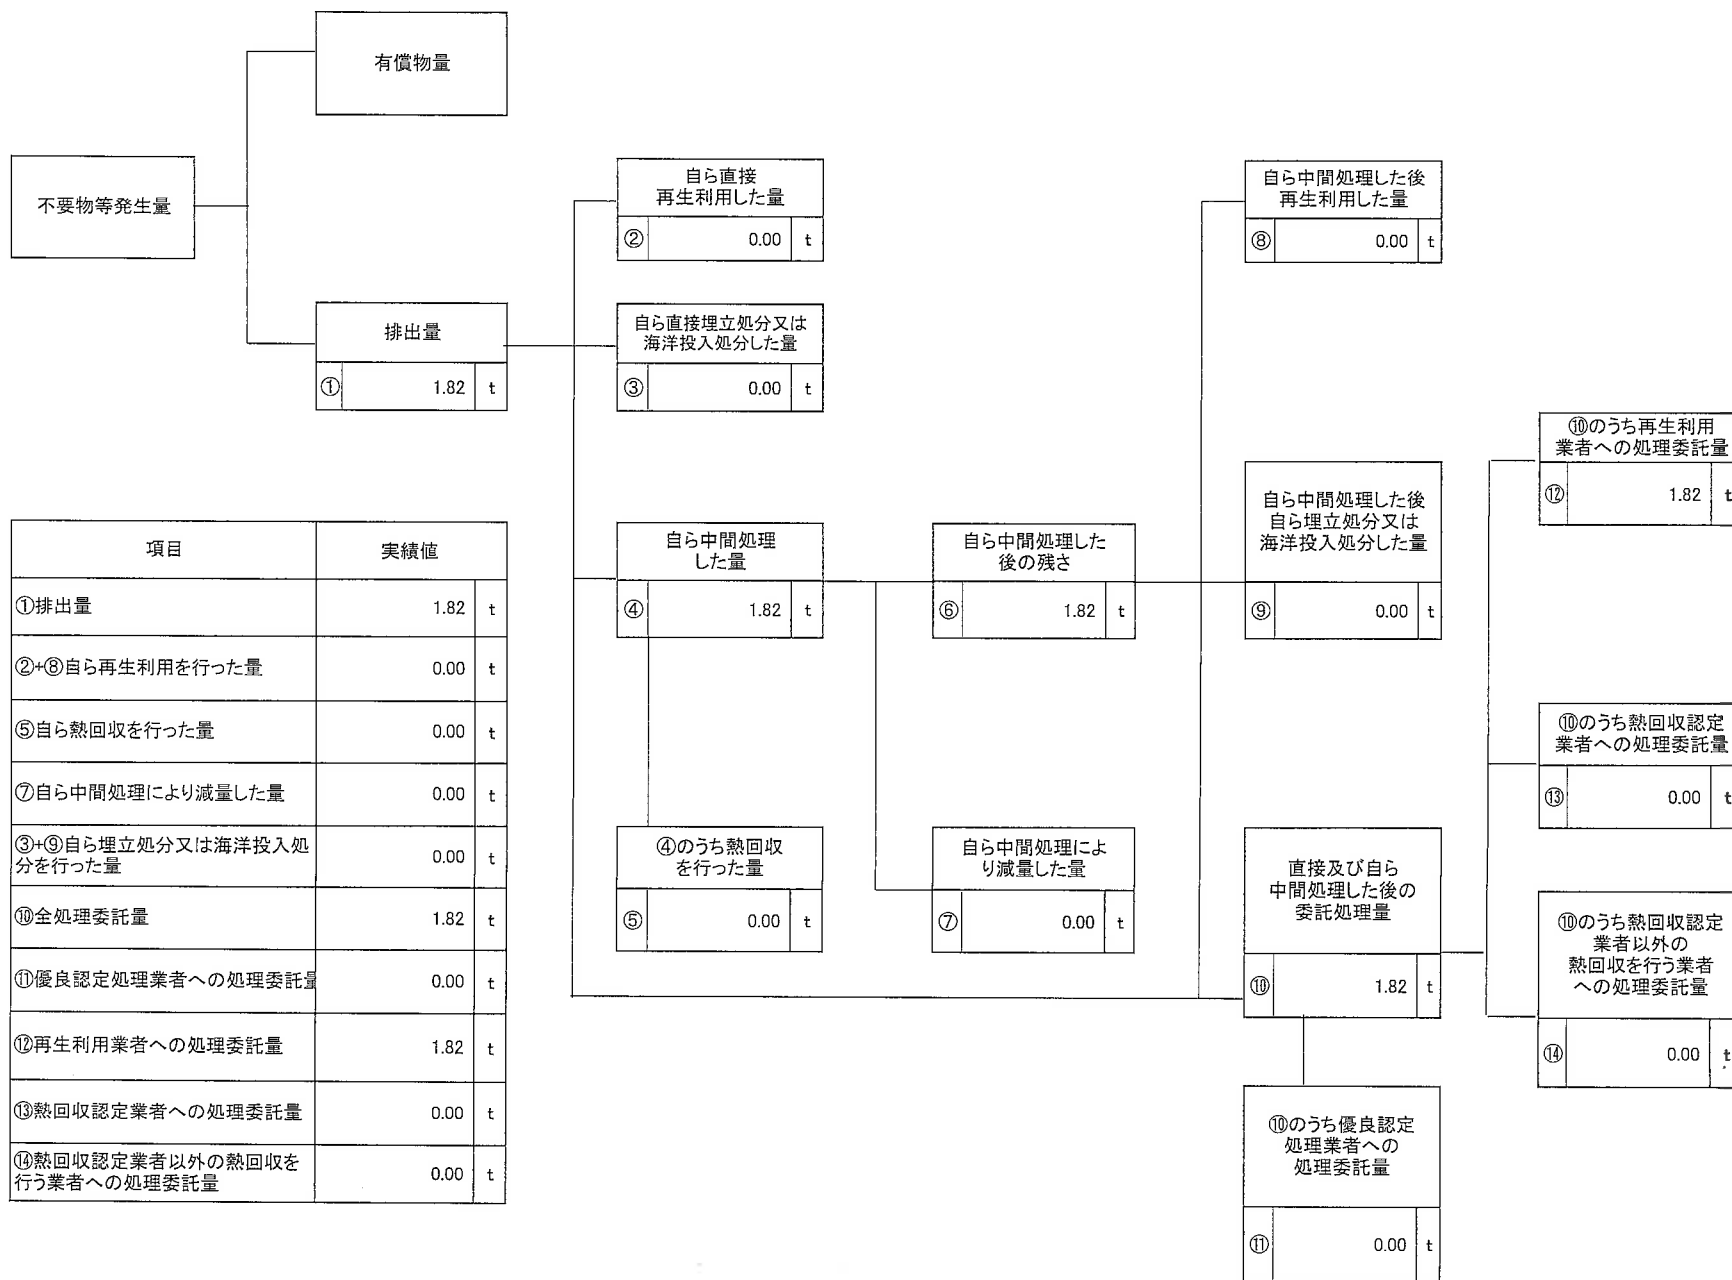 有償物量
不要物等発生量
排出量
① 1.82 t
自ら直接
再生利用した量
② 0.00 t
自ら直接埋立処分又は
海洋投入処分した量
③ 0.00 t
自ら中間処理
した量
④ 1.82 t
④のうち熱回収
を行った量
⑤ 0.00 t
自ら中間処理した
後の残さ
⑥ 1.82 t
自ら中間処理によ
り減量した量
⑦ 0.00 t
自ら中間処理した後
再生利用した量
⑧ 0.00 t
自ら中間処理した後
自ら埋立処分又は
海洋投入処分した量
⑨ 0.00 t
直接及び自ら
中間処理した後の
委託処理量
⑩ 1.82 t
⑩のうち優良認定
処理業者への
処理委託量
⑪ 0.00 t
⑩のうち再生利用
業者への処理委託量
⑫ 1.82 t
⑩のうち熱回収認定
業者への処理委託量
⑬ 0.00 t
⑩のうち熱回収認定
業者以外の
熱回収を行う業者
への処理委託量
⑭ 0.00 t
項目 実績値
①排出量 1.82 t
②+⑧自ら再生利用を行った量 0.00 t
⑤自ら熱回収を行った量 0.00 t
⑦自ら中間処理により減量した量 0.00 t
③+⑨自ら埋立処分又は海洋投入処
分を行った量 0.00 t
⑩全処理委託量 1.82 t
⑪優良認定処理業者への処理委託量 0.00 t
⑫再生利用業者への処理委託量 1.82 t
⑬熱回収認定業者への処理委託量 0.00 t
⑭熱回収認定業者以外の熱回収を
行う業者への処理委託量 0.00 t